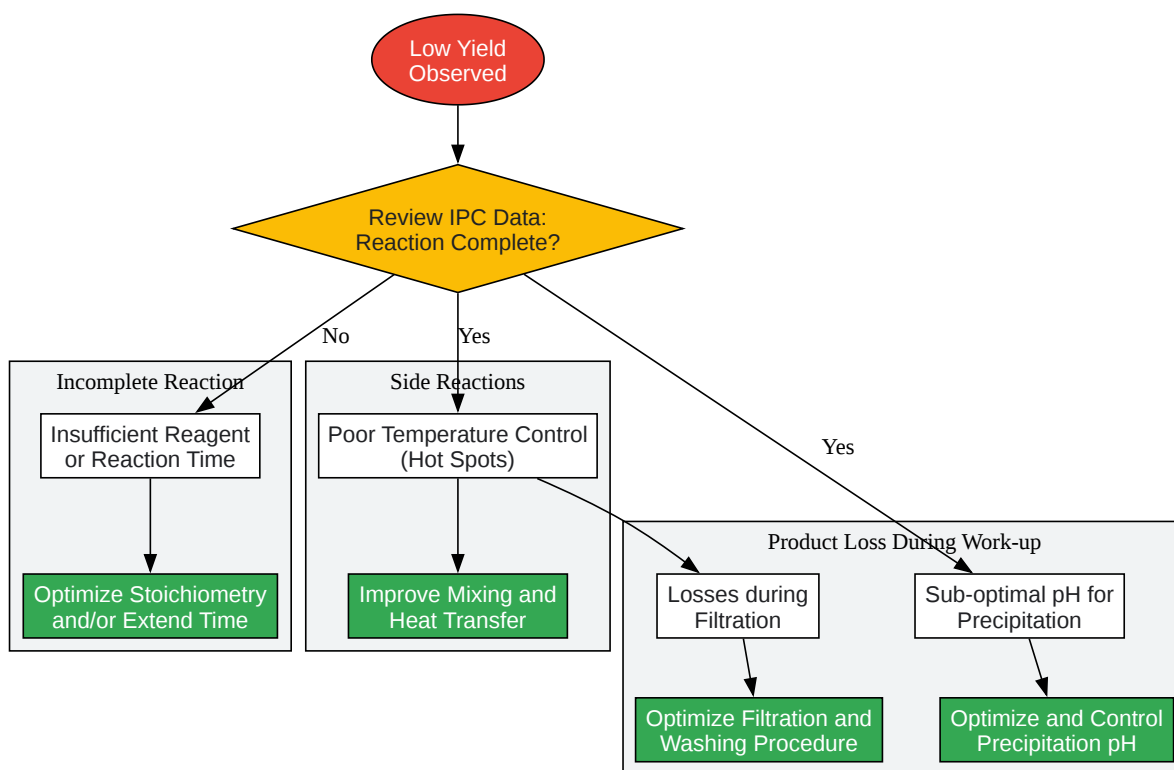 Low Yield
Observed
Review IPC Data:
Reaction Complete?
No
Yes
Yes
Incomplete Reaction
Insufficient Reagent
or Reaction Time
Optimize Stoichiometry
and/or Extend Time
Side Reactions
Poor Temperature Control
(Hot Spots)
Improve Mixing and
Heat Transfer
Product Loss During Work-up
Losses during
Filtration
Optimize Filtration and
Washing Procedure
Sub-optimal pH for
Precipitation
Optimize and Control
Precipitation pH